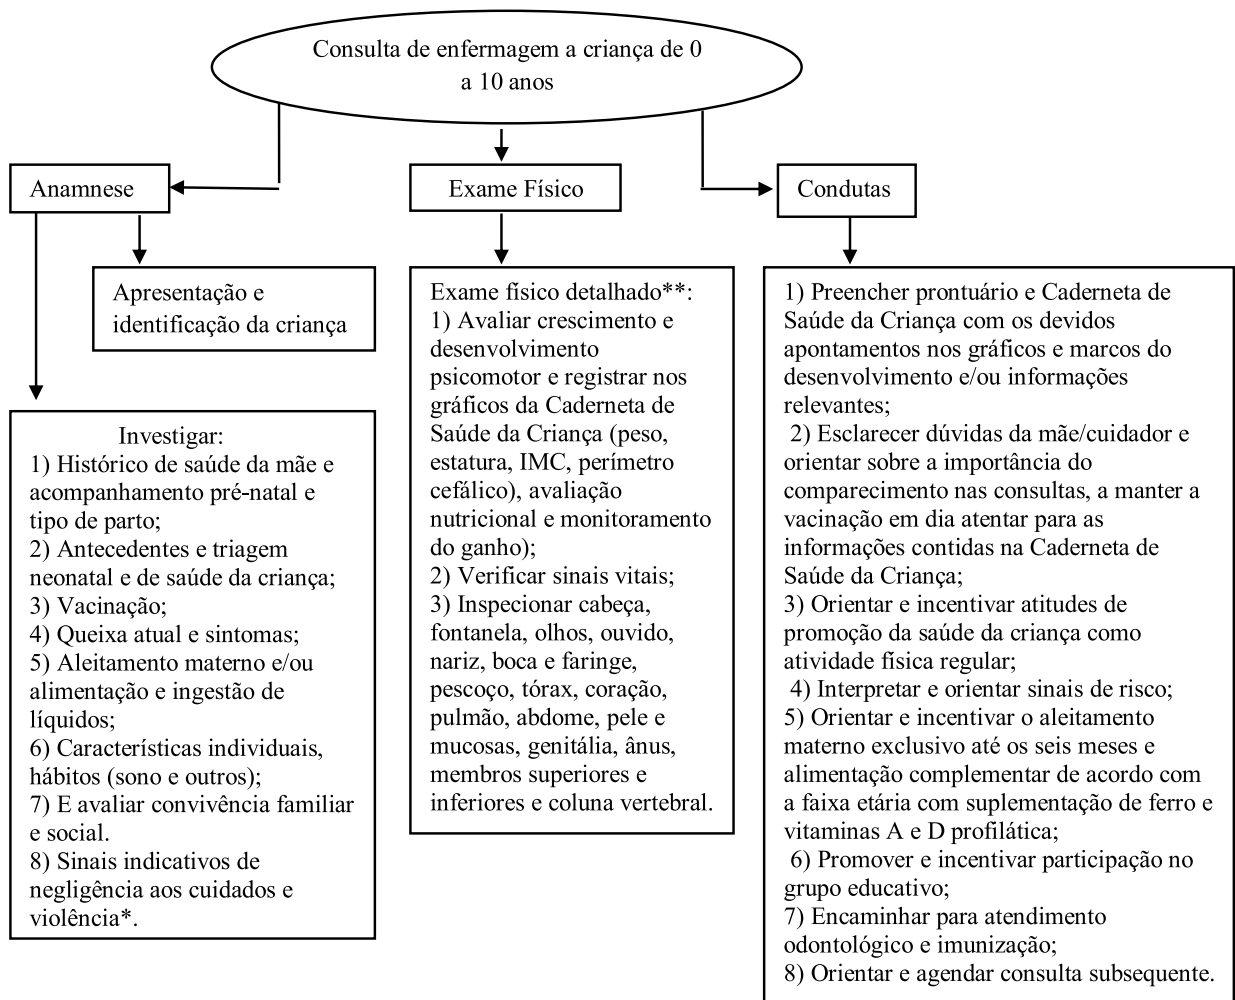 Consulta de enfermagem a criança de 0
a 10 anos
Anamnese
Apresentação e
identificação da criança
Investigar:
1) Histórico de saúde da mãe e
acompanhamento pré-natal e
tipo de parto;
2) Antecedentes e triagem
neonatal e de saúde da criança;
3) Vacinação;
4) Queixa atual e sintomas;
5) Aleitamento materno e/ou
alimentação e ingestão de
líquidos;
6) Características individuais,
hábitos (sono e outros);
7) E avaliar convivência familiar
e social.
8) Sinais indicativos de
negligência aos cuidados e
violência*.
Exame Físico
Exame físico detalhado**:
1) Avaliar crescimento e
desenvolvimento
psicomotor e registrar nos
gráficos da Caderneta de
Saúde da Criança (peso,
estatura, IMC, perímetro
cefálico), avaliação
nutricional e monitoramento
do ganho);
2) Verificar sinais vitais;
3) Inspecionar cabeça,
fontanela, olhos, ouvido,
nariz, boca e faringe,
pescoço, tórax, coração,
pulmão, abdome, pele e
mucosas, genitália, ânus,
membros superiores e
inferiores e coluna vertebral.
Condutas
1) Preencher prontuário e Caderneta de
Saúde da Criança com os devidos
apontamentos nos gráficos e marcos do
desenvolvimento e/ou informações
relevantes;
2) Esclarecer dúvidas da mãe/cuidador e
orientar sobre a importância do
comparecimento nas consultas, a manter a
vacinação em dia atentar para as
informações contidas na Caderneta de
Saúde da Criança;
3) Orientar e incentivar atitudes de
promoção da saúde da criança como
atividade física regular;
4) Interpretar e orientar sinais de risco;
5) Orientar e incentivar o aleitamento
materno exclusivo até os seis meses e
alimentação complementar de acordo com
a faixa etária com suplementação de ferro e
vitaminas A e D profilática;
6) Promover e incentivar participação no
grupo educativo;
7) Encaminhar para atendimento
odontológico e imunização;
8) Orientar e agendar consulta subsequente.